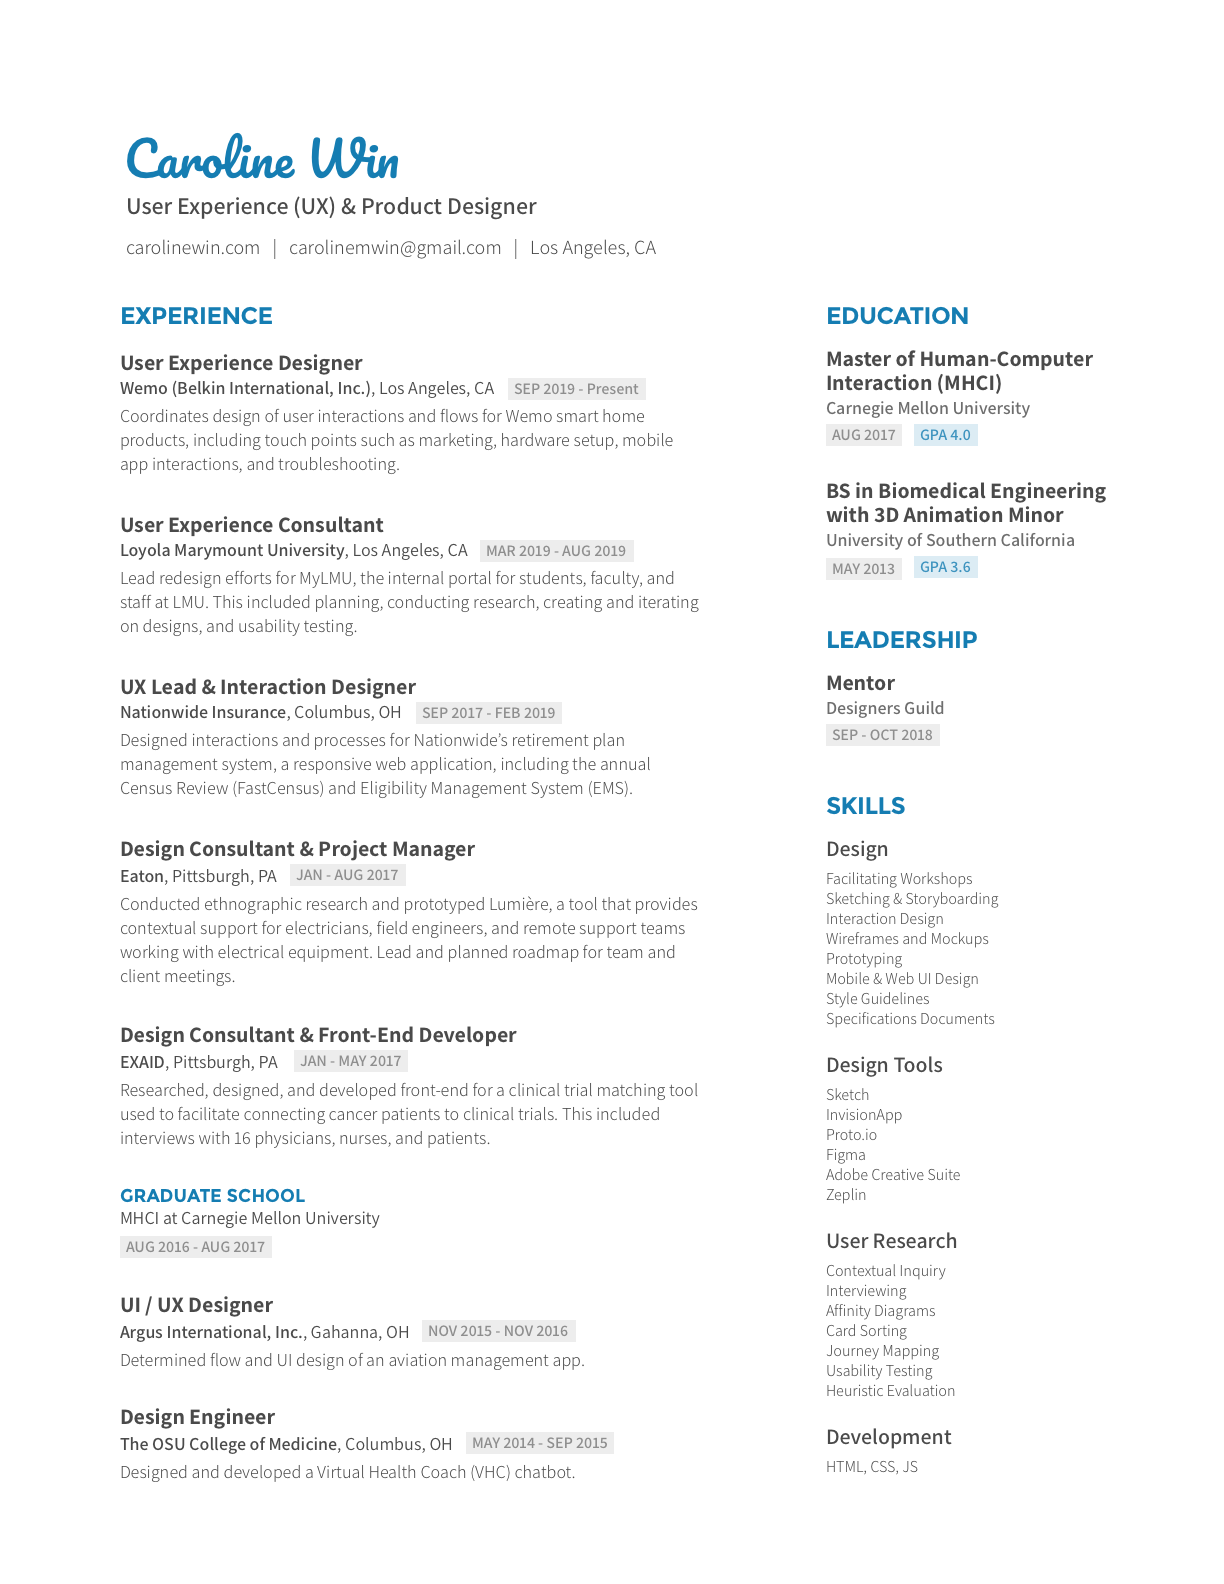 Caroline Win
User Experience (UX) & Product Designer
carolinewin.com | carolinemwin@gmail.com | Los Angeles, CA
EXPERIENCE
User Experience Designer
Wemo (Belkin International, Inc.), Los Angeles, CA SEP 2019 - Present
Coordinates design of user interactions and flows for Wemo smart home
products, including touch points such as marketing, hardware setup, mobile
app interactions, and troubleshooting.
User Experience Consultant
Loyola Marymount University, Los Angeles, CA MAR 2019 - AUG 2019
Lead redesign efforts for MyLMU, the internal portal for students, faculty, and
staff at LMU. This included planning, conducting research, creating and iterating
on designs, and usability testing.
UX Lead & Interaction Designer
Nationwide Insurance, Columbus, OH SEP 2017 - FEB 2019
Designed interactions and processes for Nationwide’s retirement plan
management system, a responsive web application, including the annual
Census Review (FastCensus) and Eligibility Management System (EMS).
Design Consultant & Project Manager
Eaton, Pittsburgh, PA JAN - AUG 2017
Conducted ethnographic research and prototyped Lumière, a tool that provides
contextual support for electricians, field engineers, and remote support teams
working with electrical equipment. Lead and planned roadmap for team and
client meetings.
Design Consultant & Front-End Developer
EXAID, Pittsburgh, PA JAN - MAY 2017
Researched, designed, and developed front-end for a clinical trial matching tool
used to facilitate connecting cancer patients to clinical trials. This included
interviews with 16 physicians, nurses, and patients.
GRADUATE SCHOOL
MHCI at Carnegie Mellon University
AUG 2016 - AUG 2017
UI / UX Designer
Argus International, Inc., Gahanna, OH NOV 2015 - NOV 2016
Determined flow and UI design of an aviation management app.
Design Engineer
The OSU College of Medicine, Columbus, OH MAY 2014 - SEP 2015
Designed and developed a Virtual Health Coach (VHC) chatbot.
EDUCATION
Master of Human-Computer
Interaction (MHCI)
Carnegie Mellon University
AUG 2017 GPA 4.0
BS in Biomedical Engineering
with 3D Animation Minor
University of Southern California
MAY 2013 GPA 3.6
LEADERSHIP
Mentor
Designers Guild
SEP - OCT 2018
SKILLS
Design
Facilitating Workshops
Sketching & Storyboarding
Interaction Design
Wireframes and Mockups
Prototyping
Mobile & Web UI Design
Style Guidelines
Specifications Documents
Design Tools
Sketch
InvisionApp
Proto.io
Figma
Adobe Creative Suite
Zeplin
User Research
Contextual Inquiry
Interviewing
Affinity Diagrams
Card Sorting
Journey Mapping
Usability Testing
Heuristic Evaluation
Development
HTML, CSS, JS